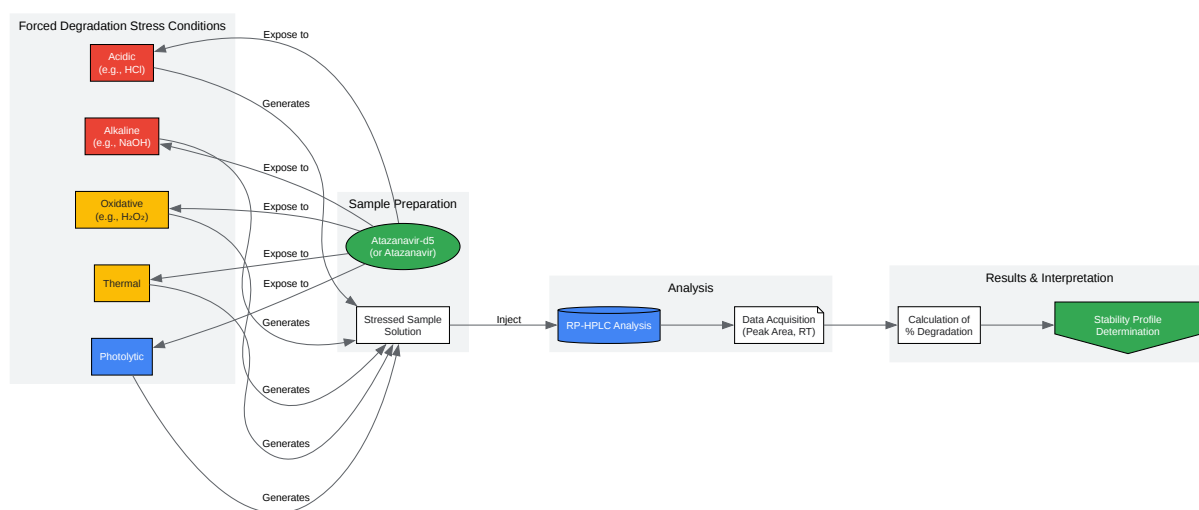 Forced Degradation Stress Conditions
Acidic
(e.g., HCl)
Alkaline
(e.g., NaOH)
Oxidative
(e.g., H₂O₂)
Thermal
Photolytic
Expose to
Generates
Expose to
Expose to
Expose to
Expose to
Generates
Generates
Generates
Generates
Sample Preparation
Atazanavir-d5
(or Atazanavir)
Stressed Sample
Solution
Inject
Analysis
RP-HPLC Analysis
Data Acquisition
(Peak Area, RT)
Results & Interpretation
Calculation of
% Degradation
Stability Profile
Determination